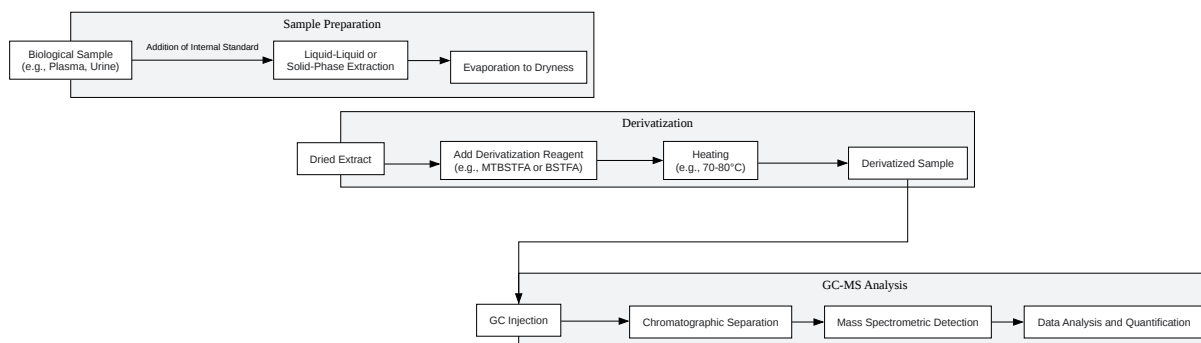 Sample Preparation
Biological Sample
(e.g., Plasma, Urine)
Addition of Internal Standard
Liquid-Liquid or
Solid-Phase Extraction
Evaporation to Dryness
Derivatization
Dried Extract
Add Derivatization Reagent
(e.g., MTBSTFA or BSTFA)
Heating
(e.g., 70-80°C)
Derivatized Sample
GC-MS Analysis
GC Injection
Chromatographic Separation
Mass Spectrometric Detection
Data Analysis and Quantification